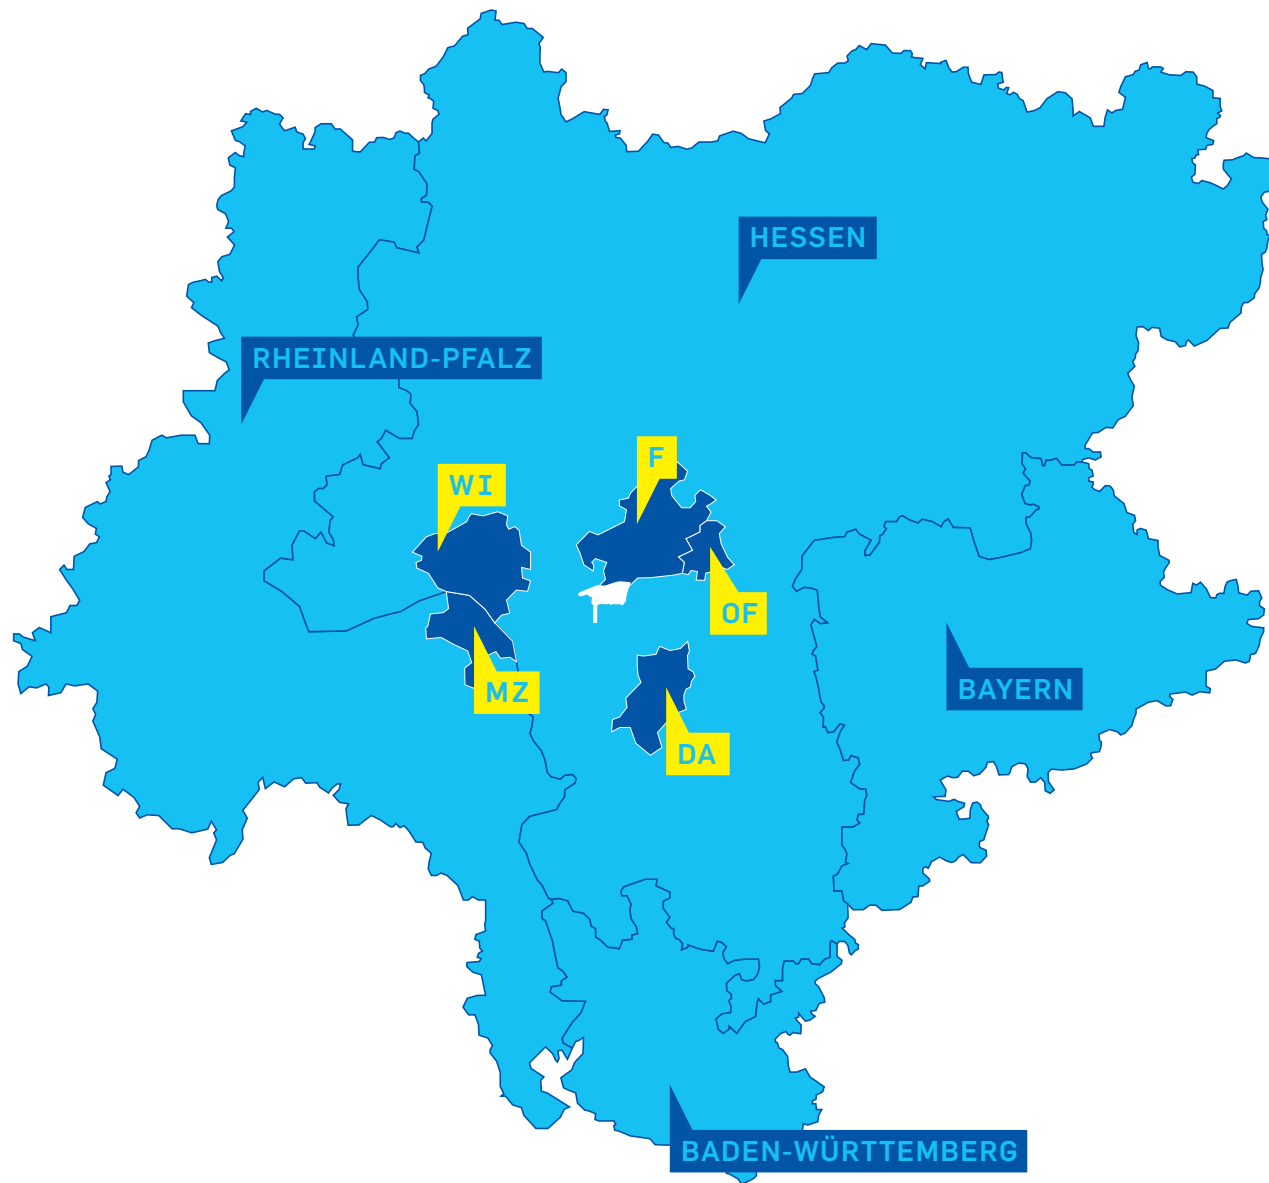 HESSEN
RHEINLAND-PFALZ
F
WI
OF
BAYERN
MZ
DA
BADEN-WÜRTTEMBERG